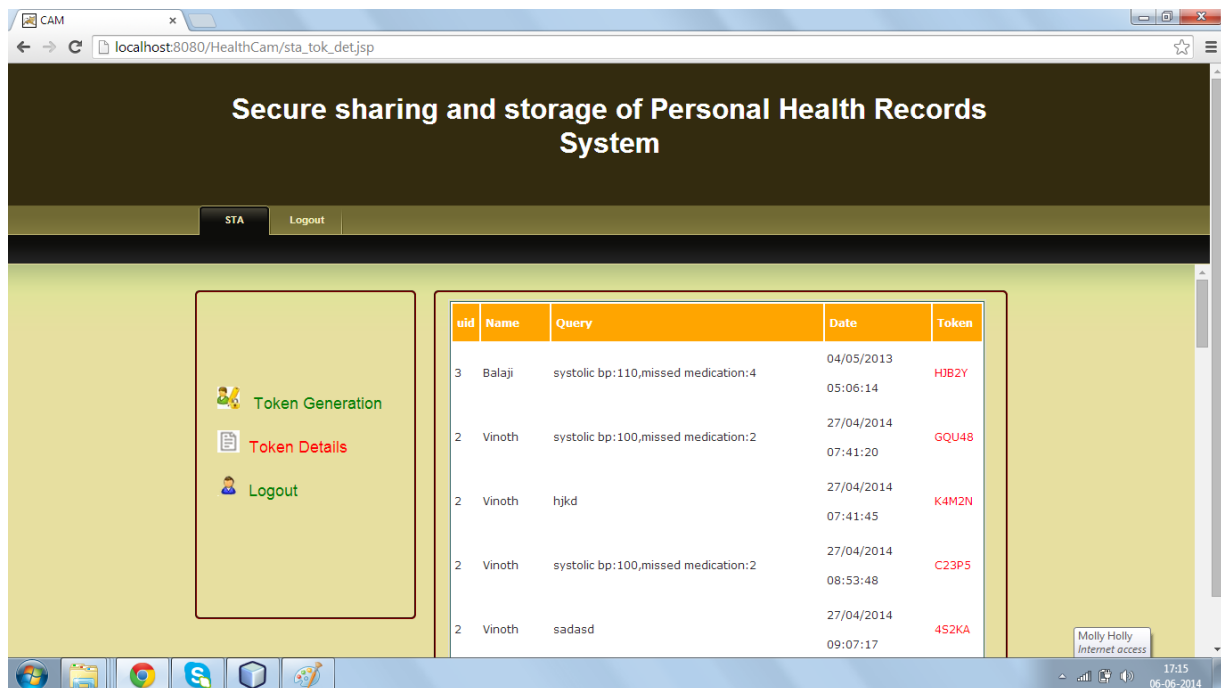 CAM
localhost:8080/HealthCam/sta_tok_det.jsp
Secure sharing and storage of Personal Health Records
System
STA Logout
Token Generation
Token Details
Logout
uid Name Query Date Token
3 Balaji systolic bp:110,missed medication:4 04/05/2013 05:06:14 HJB2Y
2 Vinoth systolic bp:100,missed medication:2 27/04/2014 07:41:20 GQU48
2 Vinoth hjkd 27/04/2014 07:41:45 K4M2N
2 Vinoth systolic bp:100,missed medication:2 27/04/2014 08:53:48 C23P5
2 Vinoth sadasd 27/04/2014 09:07:17 4S2KA
Molly Holly
Internet access
17:15
06-06-2014